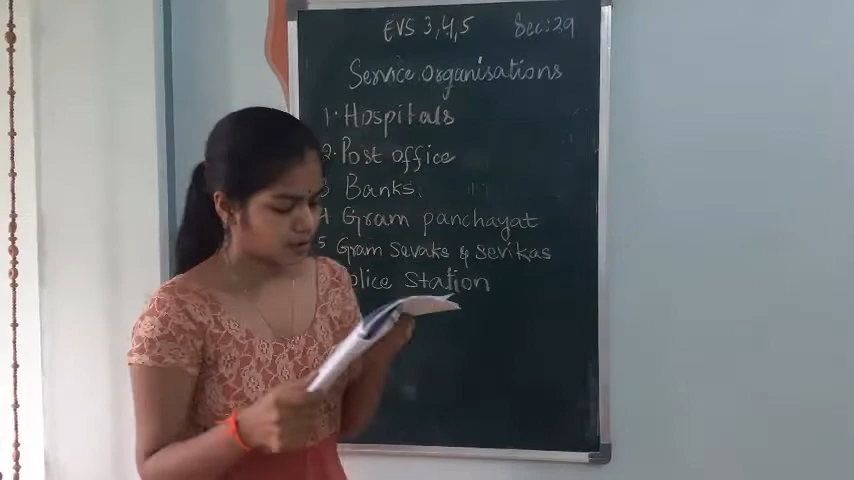 EVS 3,4,5 Sec:29
Service organisations
1. Hospitals
2. Post office
3 Banks.
4 Gram panchayat
5 Gram sevaks & sevikas
olice station